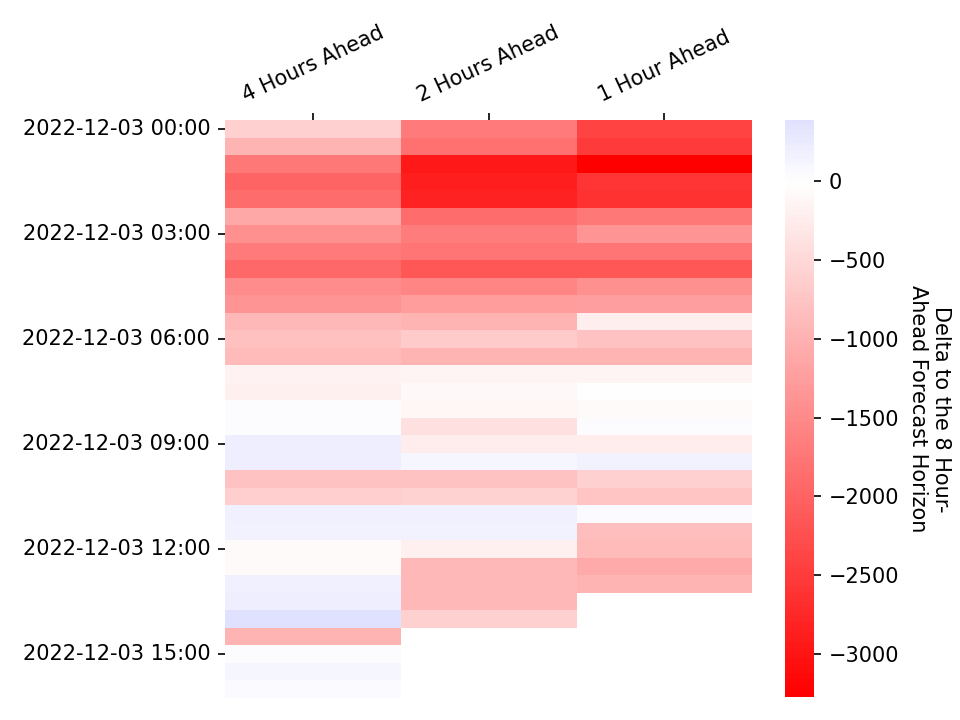 4 Hours Ahead
2 Hours Ahead
1 Hour Ahead
2022-12-03 00:00
2022-12-03 03:00
2022-12-03 06:00
2022-12-03 09:00
2022-12-03 12:00
2022-12-03 15:00
0
−500
−1000
−1500
−2000
−2500
−3000
Delta to the 8 Hour-
Ahead Forecast Horizon